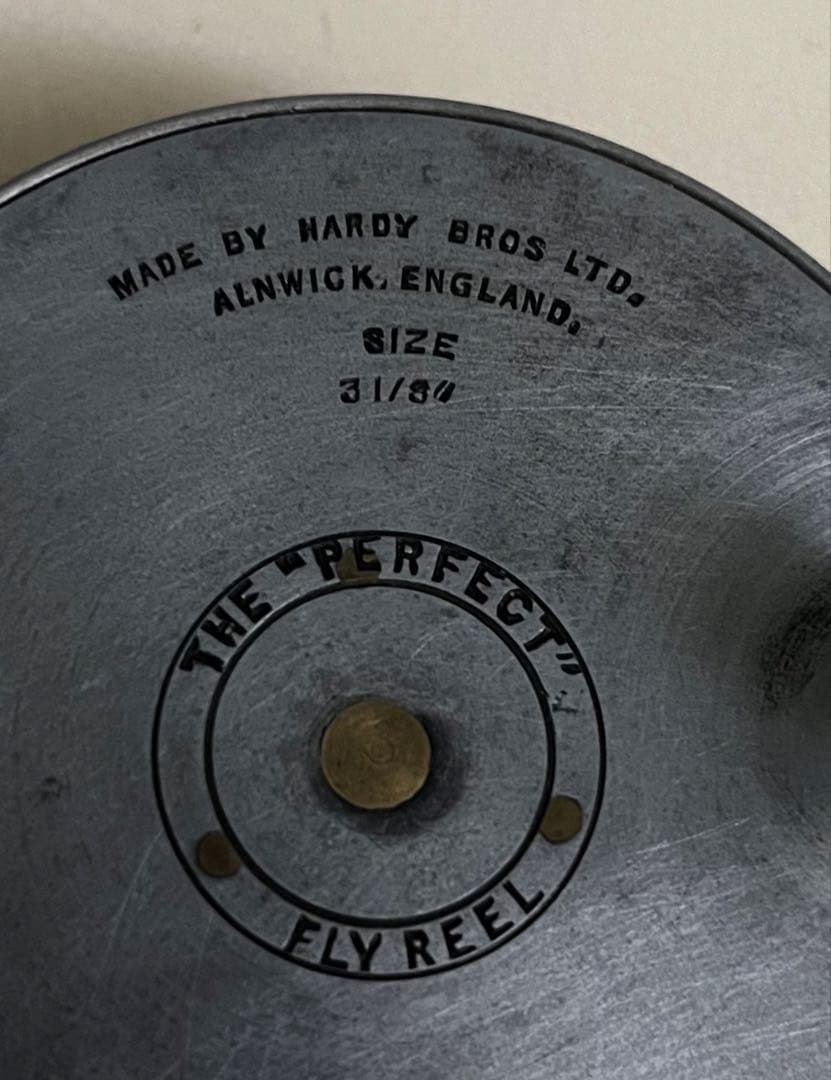 MADE BY HARDY BROS LTD.
ALNWICK. ENGLAND.
SIZE
3 1/8"
THE "PERFECT"
FLY REEL